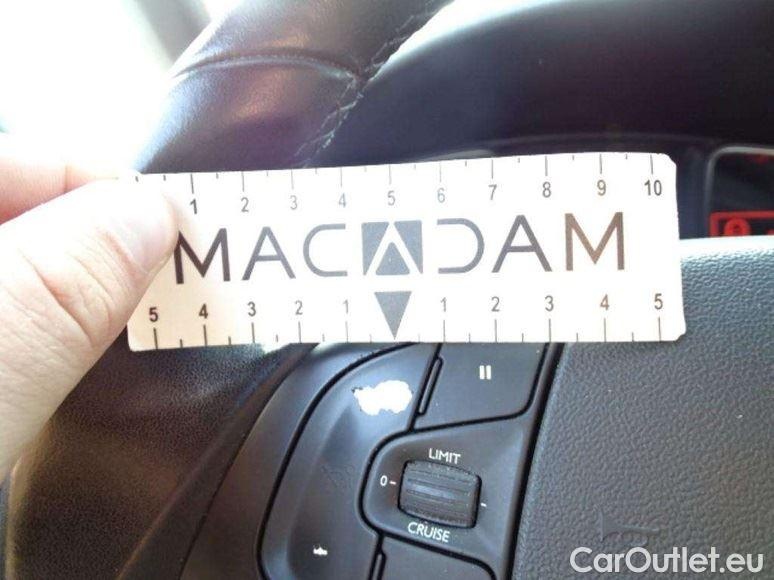 1 2 3 4 5 6 7 8 9 10
MACADAM
5 4 3 2 1 1 2 3 4 5
LIMIT
0
CRUISE
CarOutlet.eu